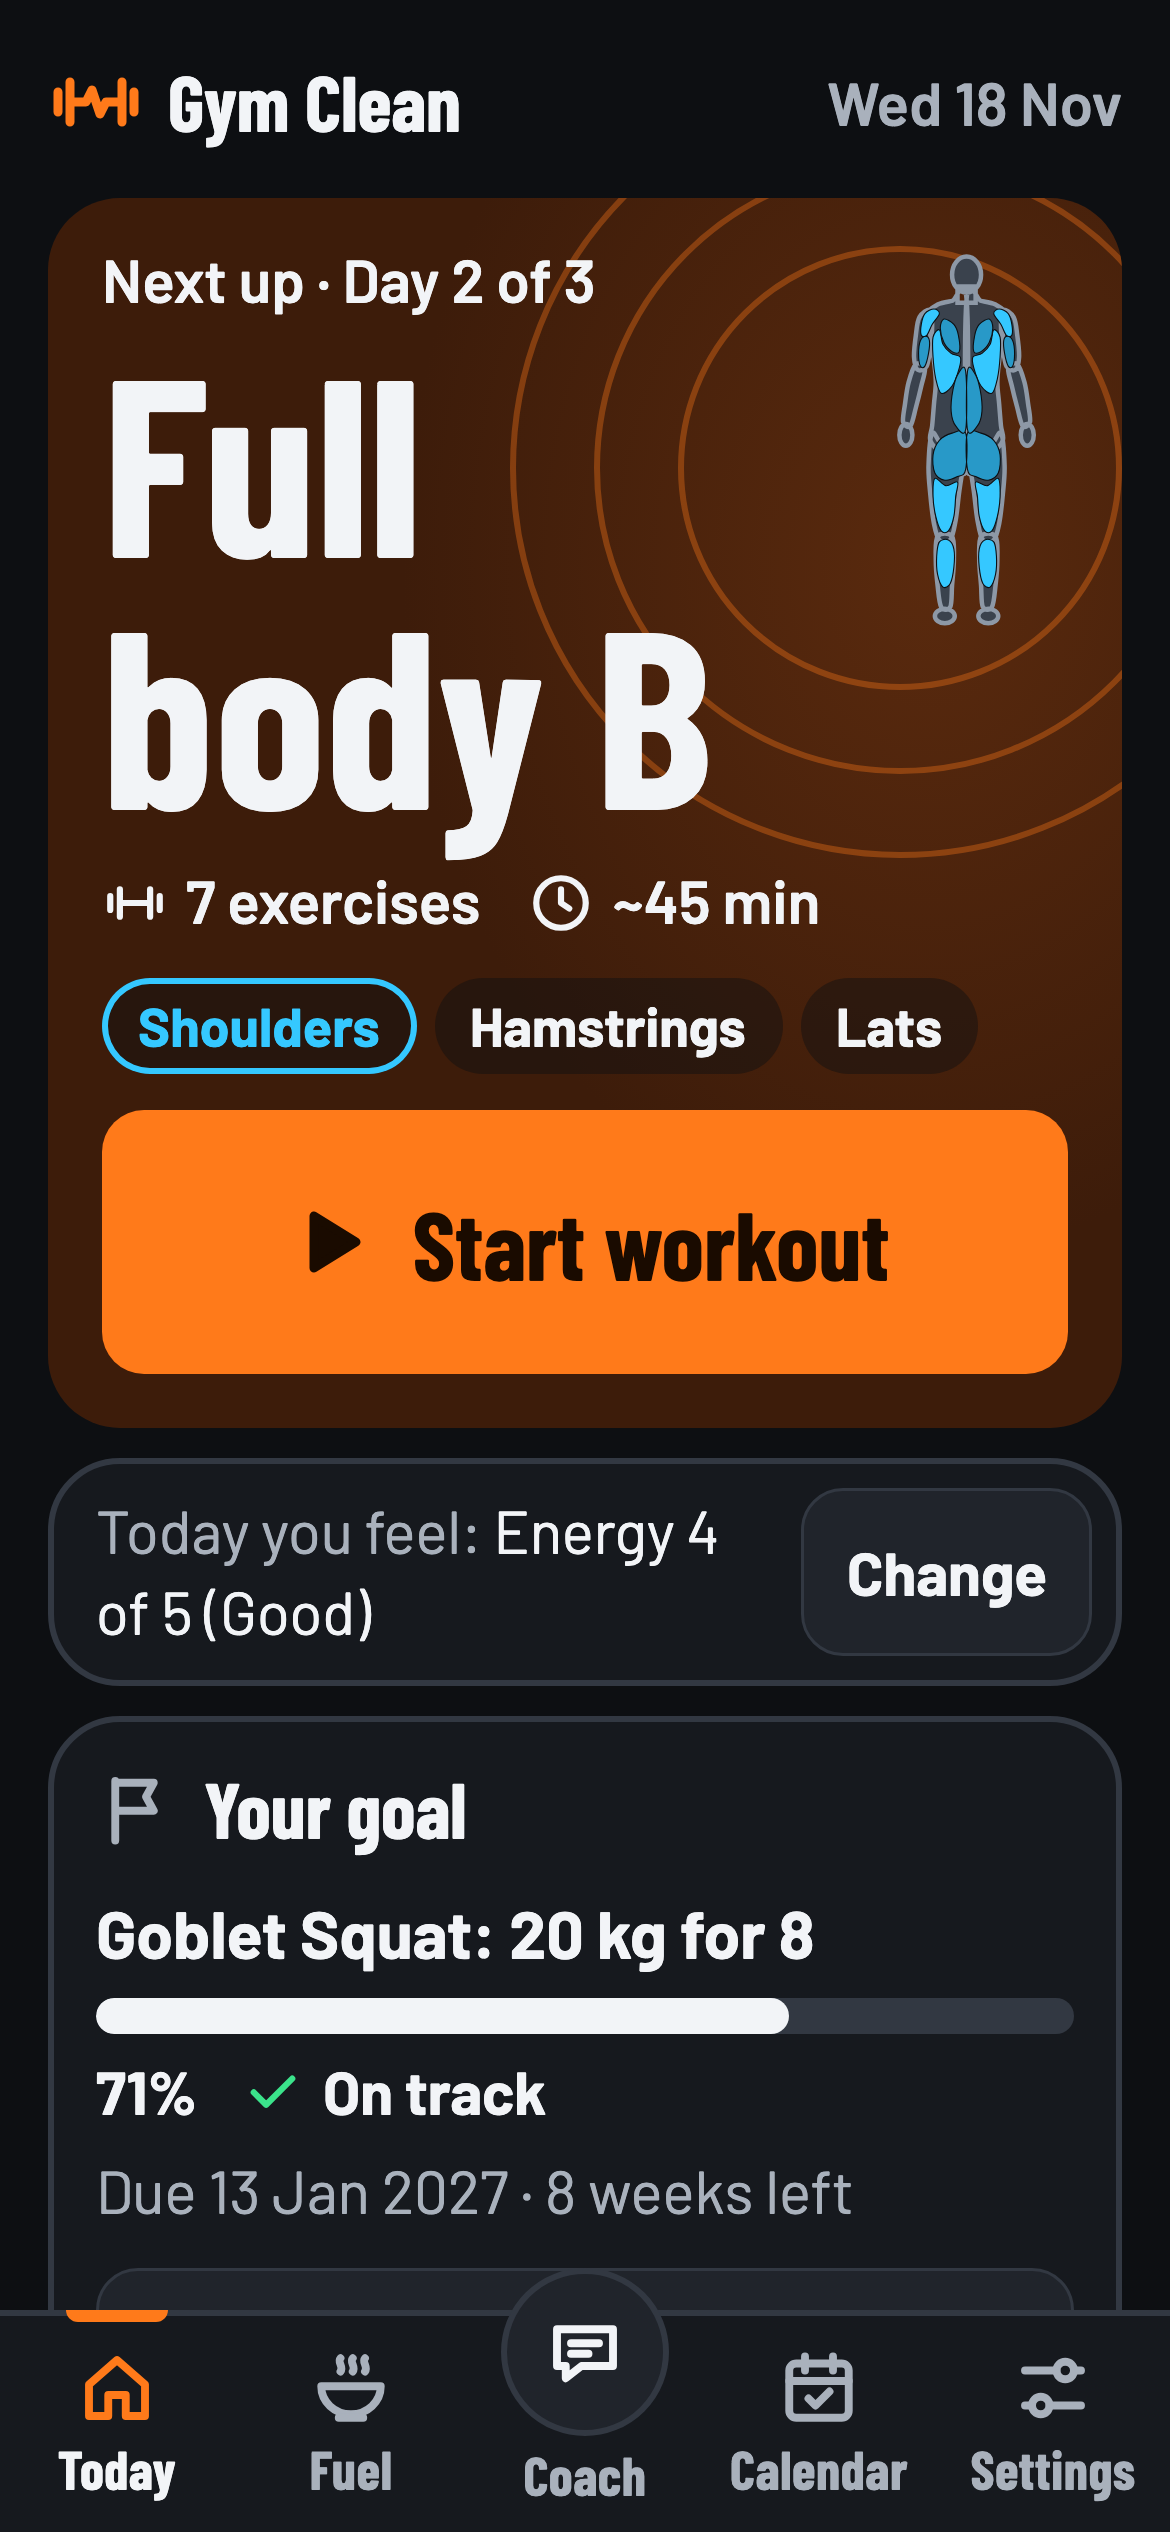 Gym Clean
Wed 18 Nov
Next up · Day 2 of 3
Full
body B
7 exercises
~45 min
Shoulders
Hamstrings
Lats
Start workout
Today you feel: Energy 4
of 5 (Good)
Change
Your goal
Goblet Squat: 20 kg for 8
71%
On track
Due 13 Jan 2027 · 8 weeks left
Today
Fuel
Coach
Calendar
Settings